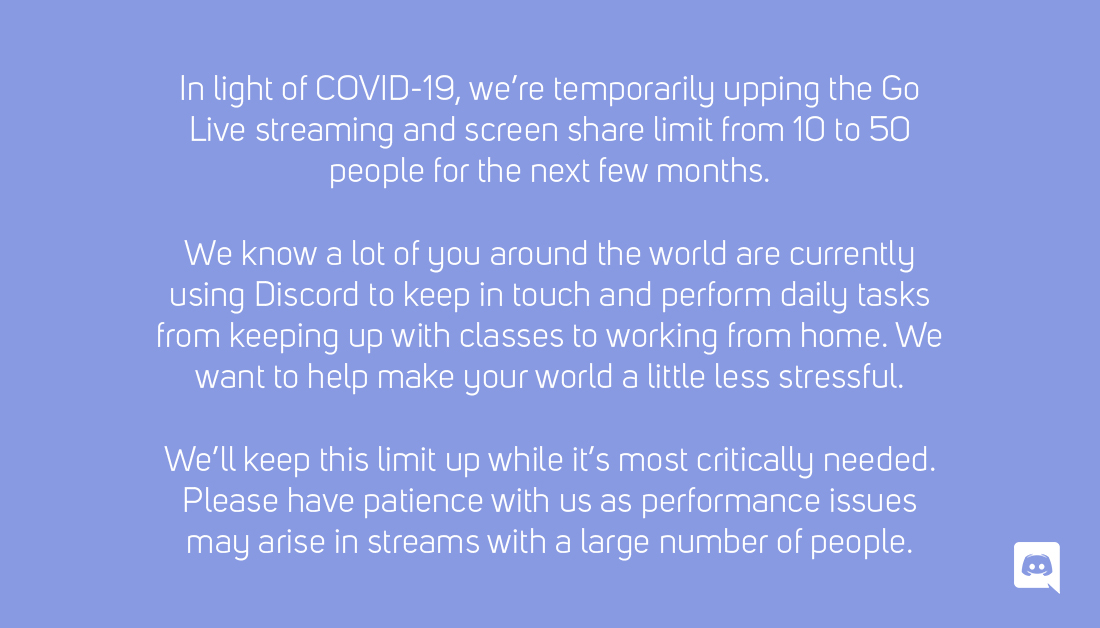 In light of COVID-19, we’re temporarily upping the Go
Live streaming and screen share limit from 10 to 50
people for the next few months.
We know a lot of you around the world are currently
using Discord to keep in touch and perform daily tasks
from keeping up with classes to working from home. We
want to help make your world a little less stressful.
We’ll keep this limit up while it’s most critically needed.
Please have patience with us as performance issues
may arise in streams with a large number of people.